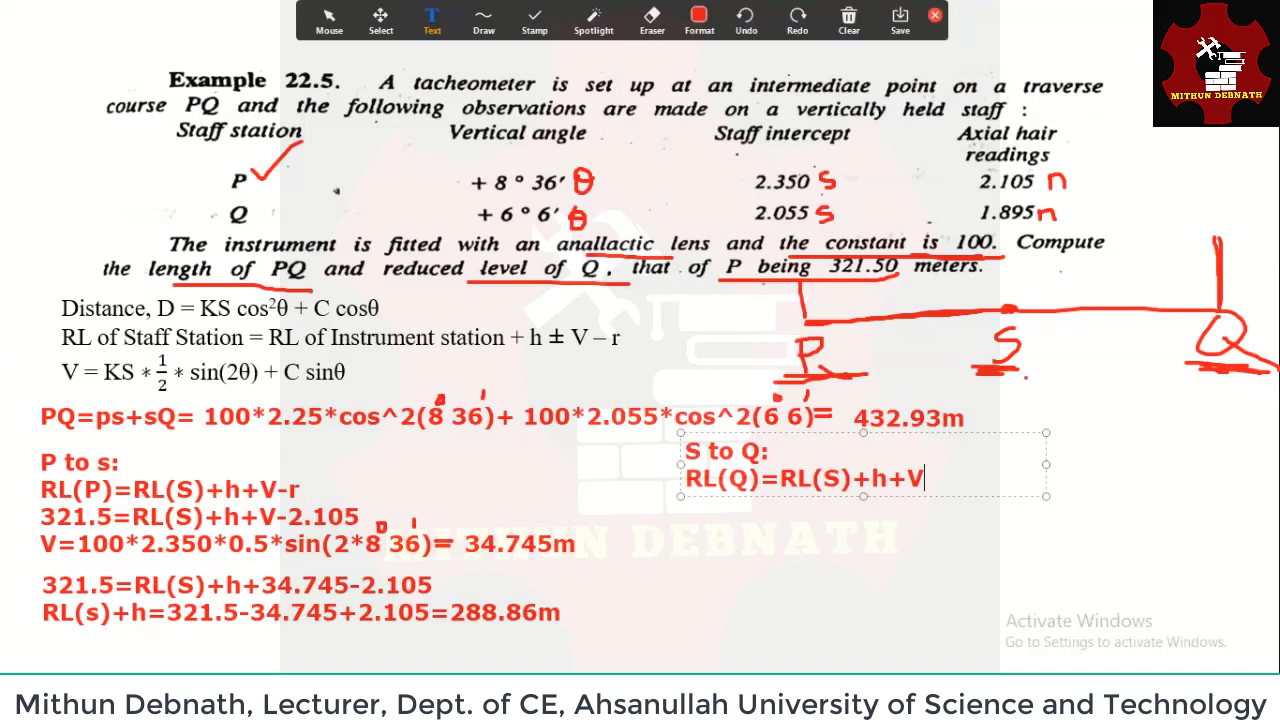 Mouse Select Text Draw Stamp Spotlight Eraser Format Undo Redo Clear Save
MITHUN DEBNATH
Example 22.5. A tacheometer is set up at an intermediate point on a traverse
course PQ and the following observations are made on a vertically held staff :
Staff station Vertical angle Staff intercept Axial hair
readings
P + 8 ° 36′ θ 2.350 s 2.105 n
Q + 6 ° 6′ θ 2.055 s 1.895 n
The instrument is fitted with an anallactic lens and the constant is 100. Compute
the length of PQ and reduced level of Q, that of P being 321.50 meters.
Distance, D = KS cos²θ + C cosθ
RL of Staff Station = RL of Instrument station + h ± V – r
V = KS * 1/2 * sin(2θ) + C sinθ
P S Q
PQ=ps+sQ= 100*2.25*cos^2(8° 36')+ 100*2.055*cos^2(6° 6')= 432.93m
P to s:
RL(P)=RL(S)+h+V-r
321.5=RL(S)+h+V-2.105
V=100*2.350*0.5*sin(2*8° 36')= 34.745m
321.5=RL(S)+h+34.745-2.105
RL(s)+h=321.5-34.745+2.105=288.86m
S to Q:
RL(Q)=RL(S)+h+V
MITHUN DEBNATH
Activate Windows
Go to Settings to activate Windows.
Mithun Debnath, Lecturer, Dept. of CE, Ahsanullah University of Science and Technology